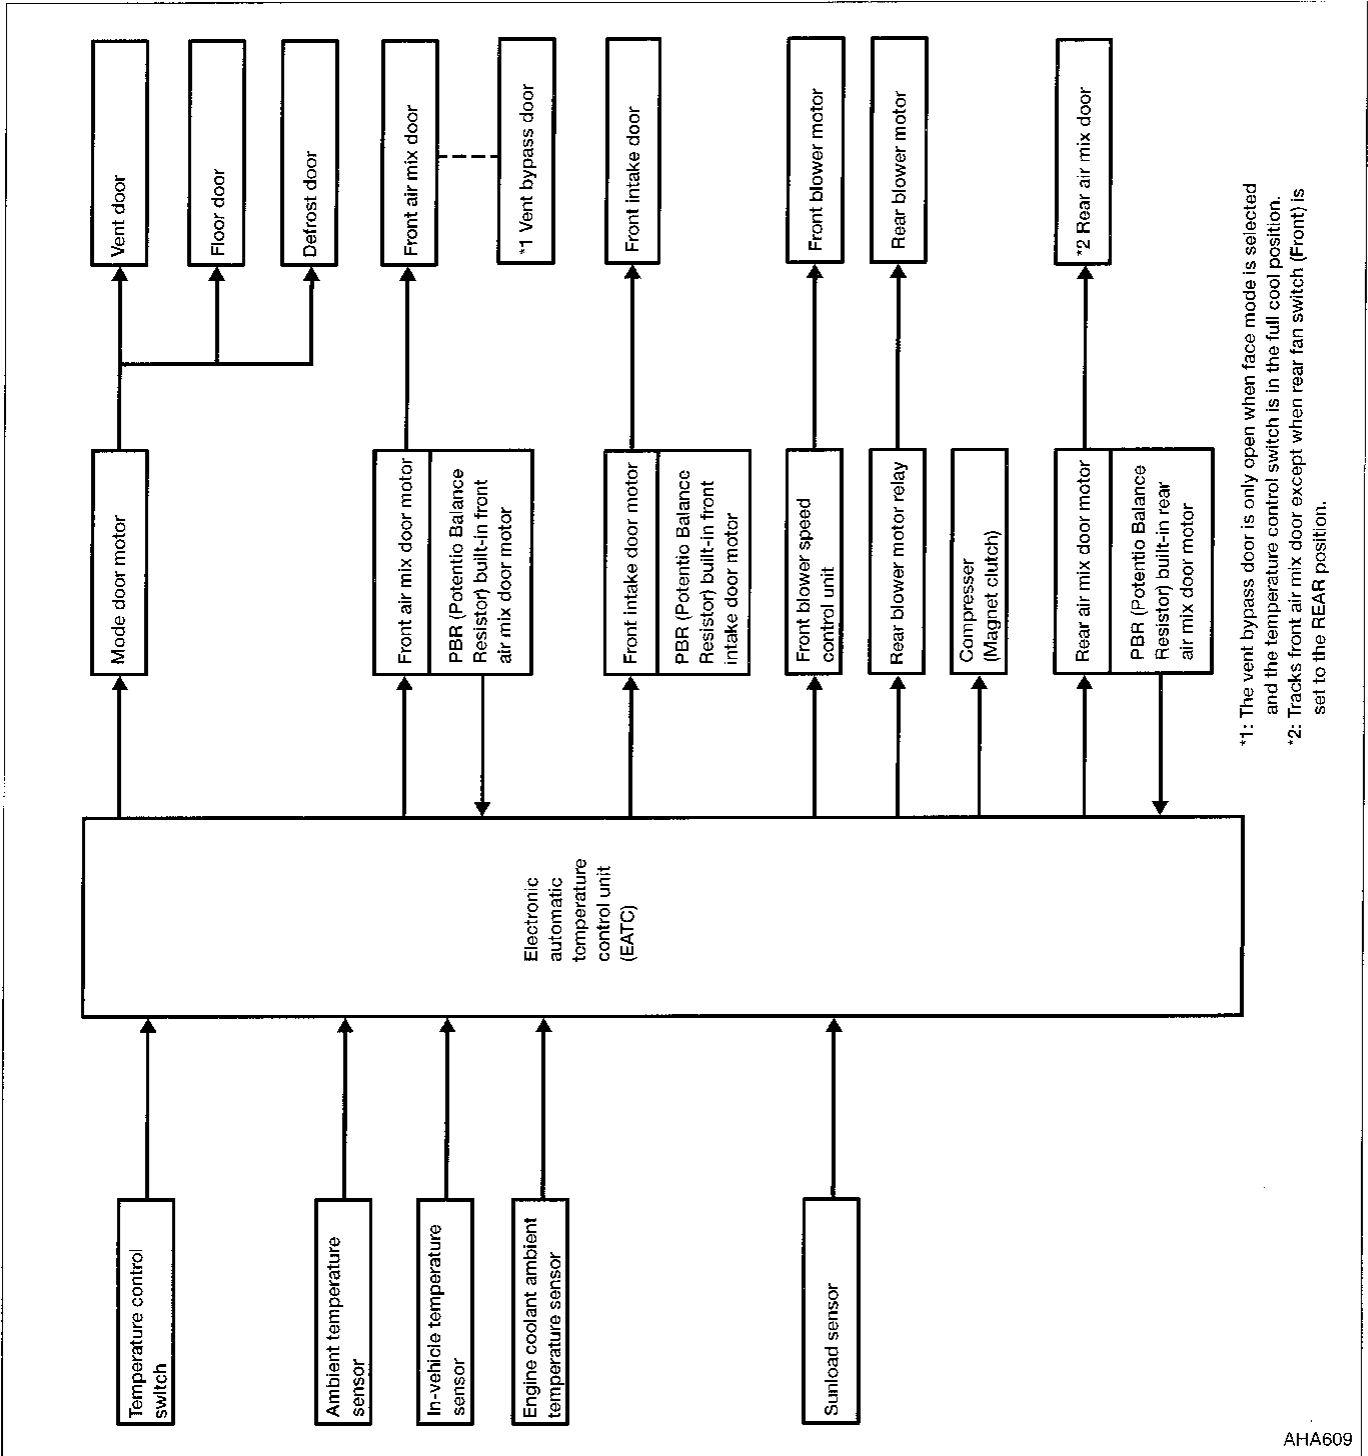 Temperature control
switch
Ambient temperature
sensor
In-vehicle temperature
sensor
Engine coolant ambient
temperature sensor
Sunload sensor
Electronic
automatic
temperature
control unit
(EATC)
Mode door motor
Front air mix door motor
PBR (Potentio Balance
Resistor) built-in front
air mix door motor
Front intake door motor
PBR (Potentio Balance
Resistor) built-in front
intake door motor
Front blower speed
control unit
Rear blower motor relay
Compresser
(Magnet clutch)
Rear air mix door motor
PBR (Potentio Balance
Resistor) built-in rear
air mix door motor
Vent door
Floor door
Defrost door
Front air mix door
*1 Vent bypass door
Front intake door
Front blower motor
Rear blower motor
*2 Rear air mix door
*1: The vent bypass door is only open when face mode is selected
and the temperature control switch is in the full cool position.
*2: Tracks front air mix door except when rear fan switch (Front) is
set to the REAR position.
AHA609